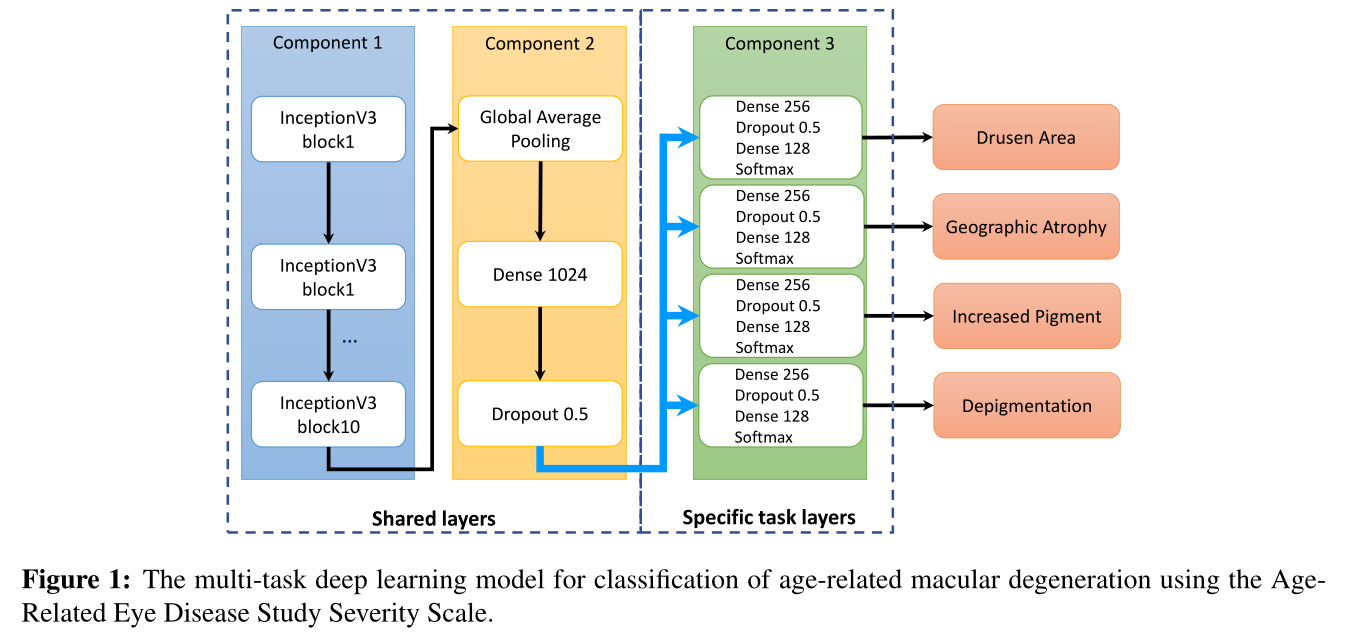 Component 1
InceptionV3
block1
InceptionV3
block1
...
InceptionV3
block10
Component 2
Global Average
Pooling
Dense 1024
Dropout 0.5
Shared layers
Component 3
Dense 256
Dropout 0.5
Dense 128
Softmax
Dense 256
Dropout 0.5
Dense 128
Softmax
Dense 256
Dropout 0.5
Dense 128
Softmax
Dense 256
Dropout 0.5
Dense 128
Softmax
Specific task layers
Drusen Area
Geographic Atrophy
Increased Pigment
Depigmentation
Figure 1: The multi-task deep learning model for classification of age-related macular degeneration using the Age-
Related Eye Disease Study Severity Scale.